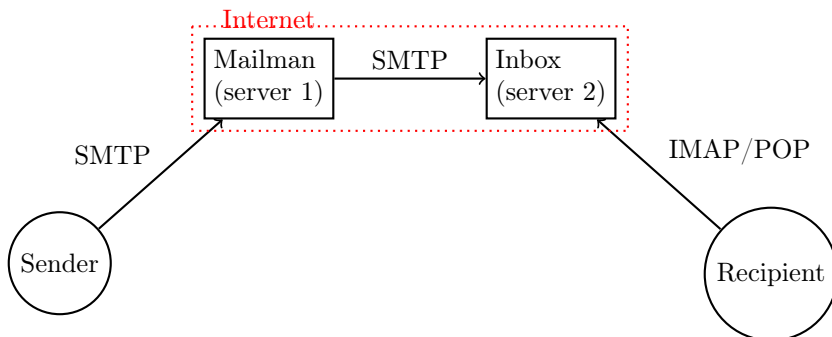 Internet
Mailman
(server 1)
SMTP
Inbox
(server 2)
SMTP
IMAP/POP
Sender
Recipient